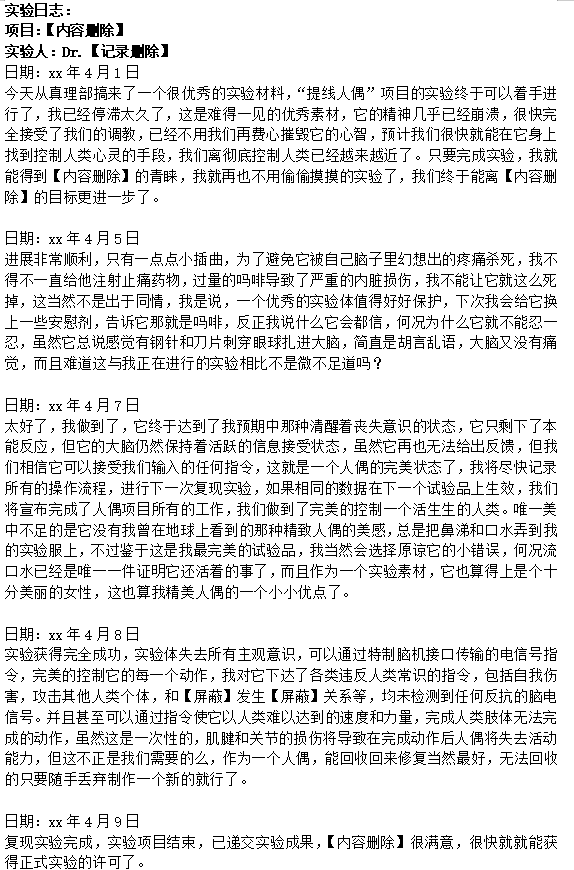 实验日志：
项目：【内容删除】
实验人：Dr.【记录删除】
日期：xx 年 4 月 1 日
今天从真理部搞来了一个很优秀的实验材料，“提线人偶”项目的实验终于可以着手进
行了，我已经停滞太久了，这是难得一见的优秀素材，它的精神几乎已经崩溃，很快完
全接受了我们的调教，已经不用我们再费心摧毁它的心智，预计我们很快就能在它身上
找到控制人类心灵的手段，我们离彻底控制人类已经越来越近了。只要完成实验，我就
能得到【内容删除】的青睐，我就再也不用偷偷摸摸的实验了，我们终于能离【内容删
除】的目标更进一步了。
日期：xx 年 4 月 5 日
进展非常顺利，只有一点点小插曲，为了避免它被自己脑子里幻想出的疼痛杀死，我不
得不一直给他注射止痛药物，过量的吗啡导致了严重的内脏损伤，我不能让它就这么死
掉，这当然不是出于同情，我是说，一个优秀的实验体值得好好保护，下次我会给它换
上一些安慰剂，告诉它那就是吗啡，反正我说什么它会都信，何况为什么它就不能忍一
忍，虽然它总说感觉有钢针和刀片刺穿眼球扎进大脑，简直是胡言乱语，大脑又没有痛
觉，而且难道这与我正在进行的实验相比不是微不足道吗？
日期：xx 年 4 月 7 日
太好了，我做到了，它终于达到了我预期中那种清醒着丧失意识的状态，它只剩下了本
能反应，但它的大脑仍然保持着活跃的信息接受状态，虽然它再也无法给出反馈，但我
们相信它可以接受我们输入的任何指令，这就是一个人偶的完美状态了，我将尽快记录
所有的操作流程，进行下一次复现实验，如果相同的数据在下一个试验品上生效，我们
将宣布完成了人偶项目所有的工作，我们做到了完美的控制一个活生生的人类。唯一美
中不足的是它没有我曾在地球上看到的那种精致人偶的美感，总是把鼻涕和口水弄到我
的实验服上，不过鉴于这是我最完美的试验品，我当然会选择原谅它的小错误，何况流
口水已经是唯一一件证明它还活着的事了，而且作为一个实验素材，它也算得上是个十
分美丽的女性，这也算我精美人偶的一个小小优点了。
日期：xx 年 4 月 8 日
实验获得完全成功，实验体失去所有主观意识，可以通过特制脑机接口传输的电信号指
令，完美的控制它的每一个动作，我对它下达了各类违反人类常识的指令，包括自我伤
害，攻击其他人类个体，和【屏蔽】发生【屏蔽】关系等，均未检测到任何反抗的脑电
信号。并且甚至可以通过指令使它以人类难以达到的速度和力量，完成人类肢体无法完
成的动作，虽然这是一次性的，肌腱和关节的损伤将导致在完成动作后人偶将失去活动
能力，但这不正是我们需要的么，作为一个人偶，能回收回来修复当然最好，无法回收
的只要随手丢弃制作一个新的就行了。
日期：xx 年 4 月 9 日
复现实验完成，实验项目结束，已递交实验成果，【内容删除】很满意，很快就就能获
得正式实验的许可了。